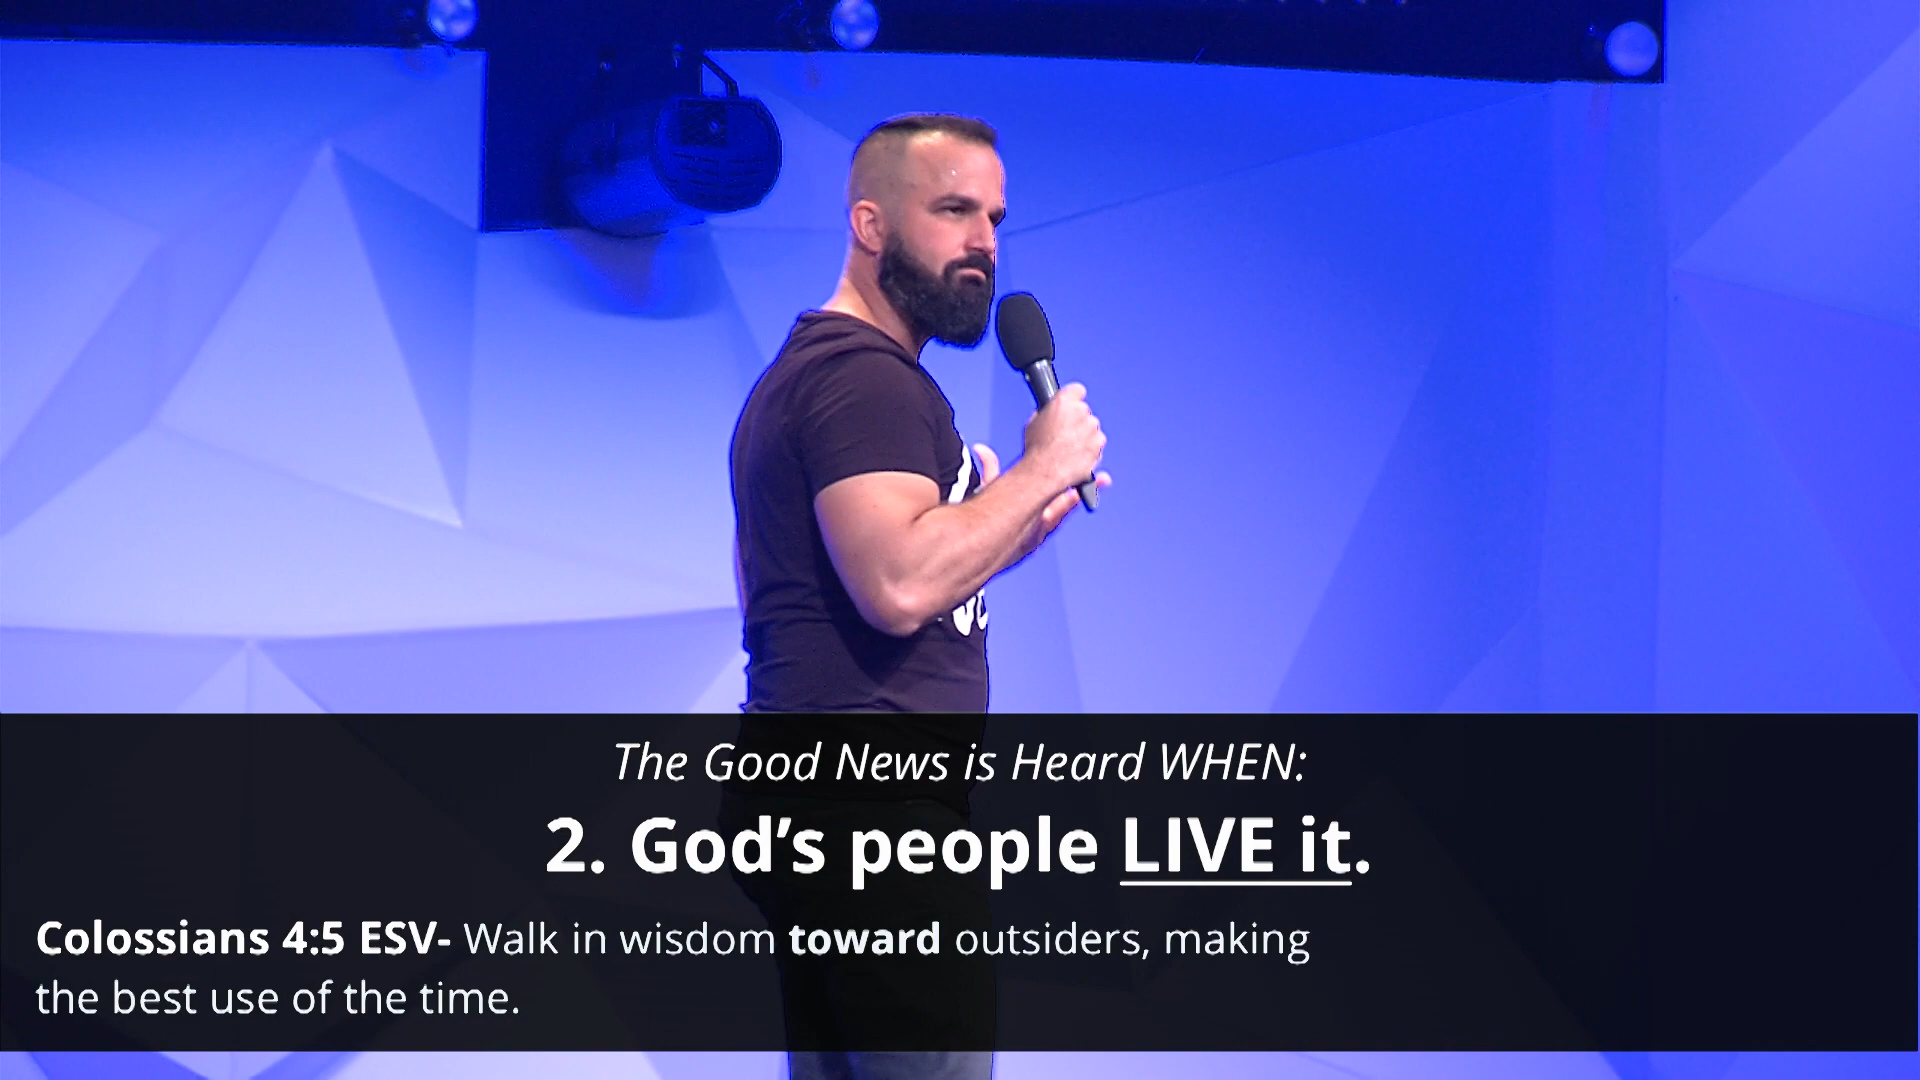 The Good News is Heard WHEN:
2. God’s people LIVE it.
Colossians 4:5 ESV- Walk in wisdom toward outsiders, making
the best use of the time.